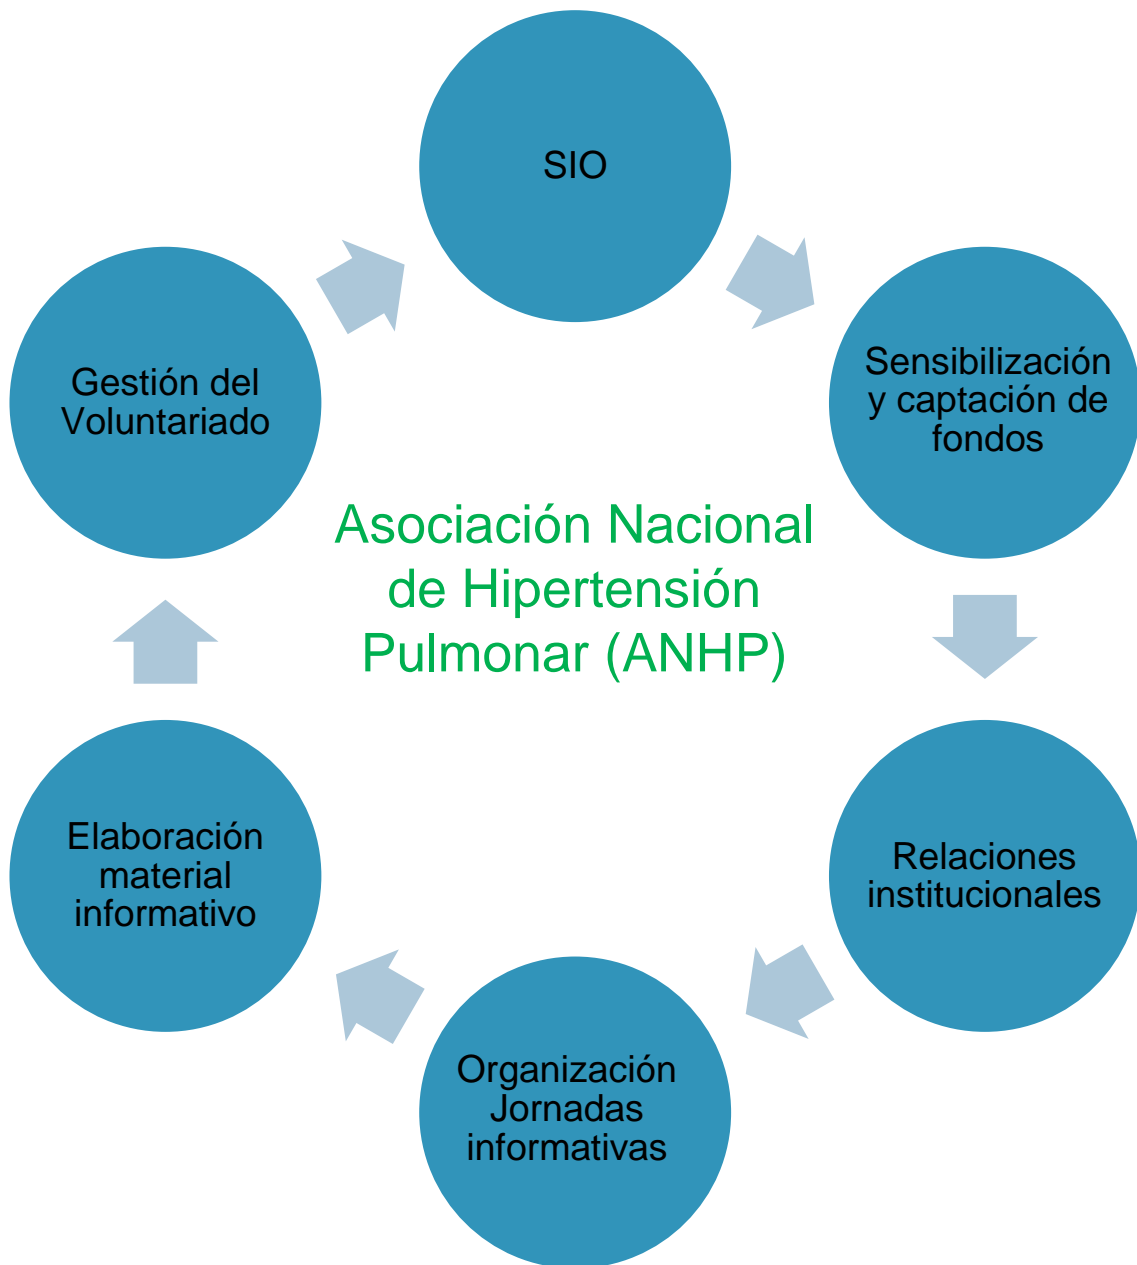 SIO
Sensibilización
y captación de
fondos
Relaciones
institucionales
Organización
Jornadas
informativas
Elaboración
material
informativo
Gestión del
Voluntariado
Asociación Nacional
de Hipertensión
Pulmonar (ANHP)